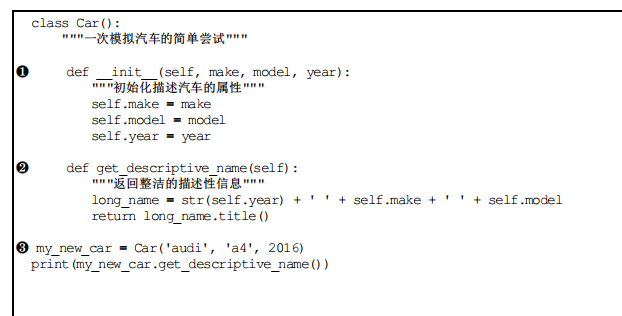 class Car():
    """一次模拟汽车的简单尝试"""

❶    def __init__(self, make, model, year):
        """初始化描述汽车的属性"""
        self.make = make
        self.model = model
        self.year = year

❷    def get_descriptive_name(self):
        """返回整洁的描述性信息"""
        long_name = str(self.year) + ' ' + self.make + ' ' + self.model
        return long_name.title()

❸ my_new_car = Car('audi', 'a4', 2016)
print(my_new_car.get_descriptive_name())